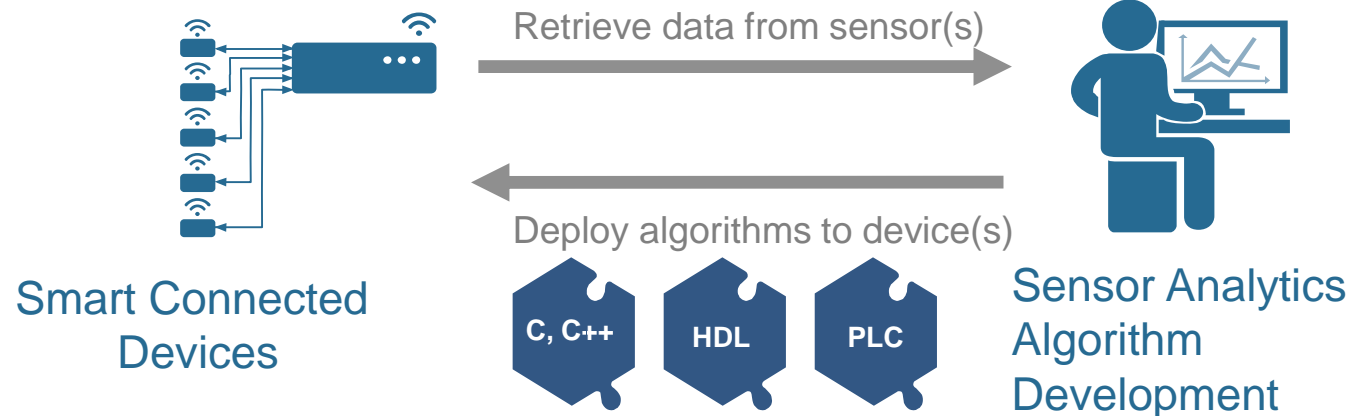 Retrieve data from sensor(s)
Deploy algorithms to device(s)
Smart Connected
Devices
C, C++
HDL
PLC
Sensor Analytics
Algorithm
Development